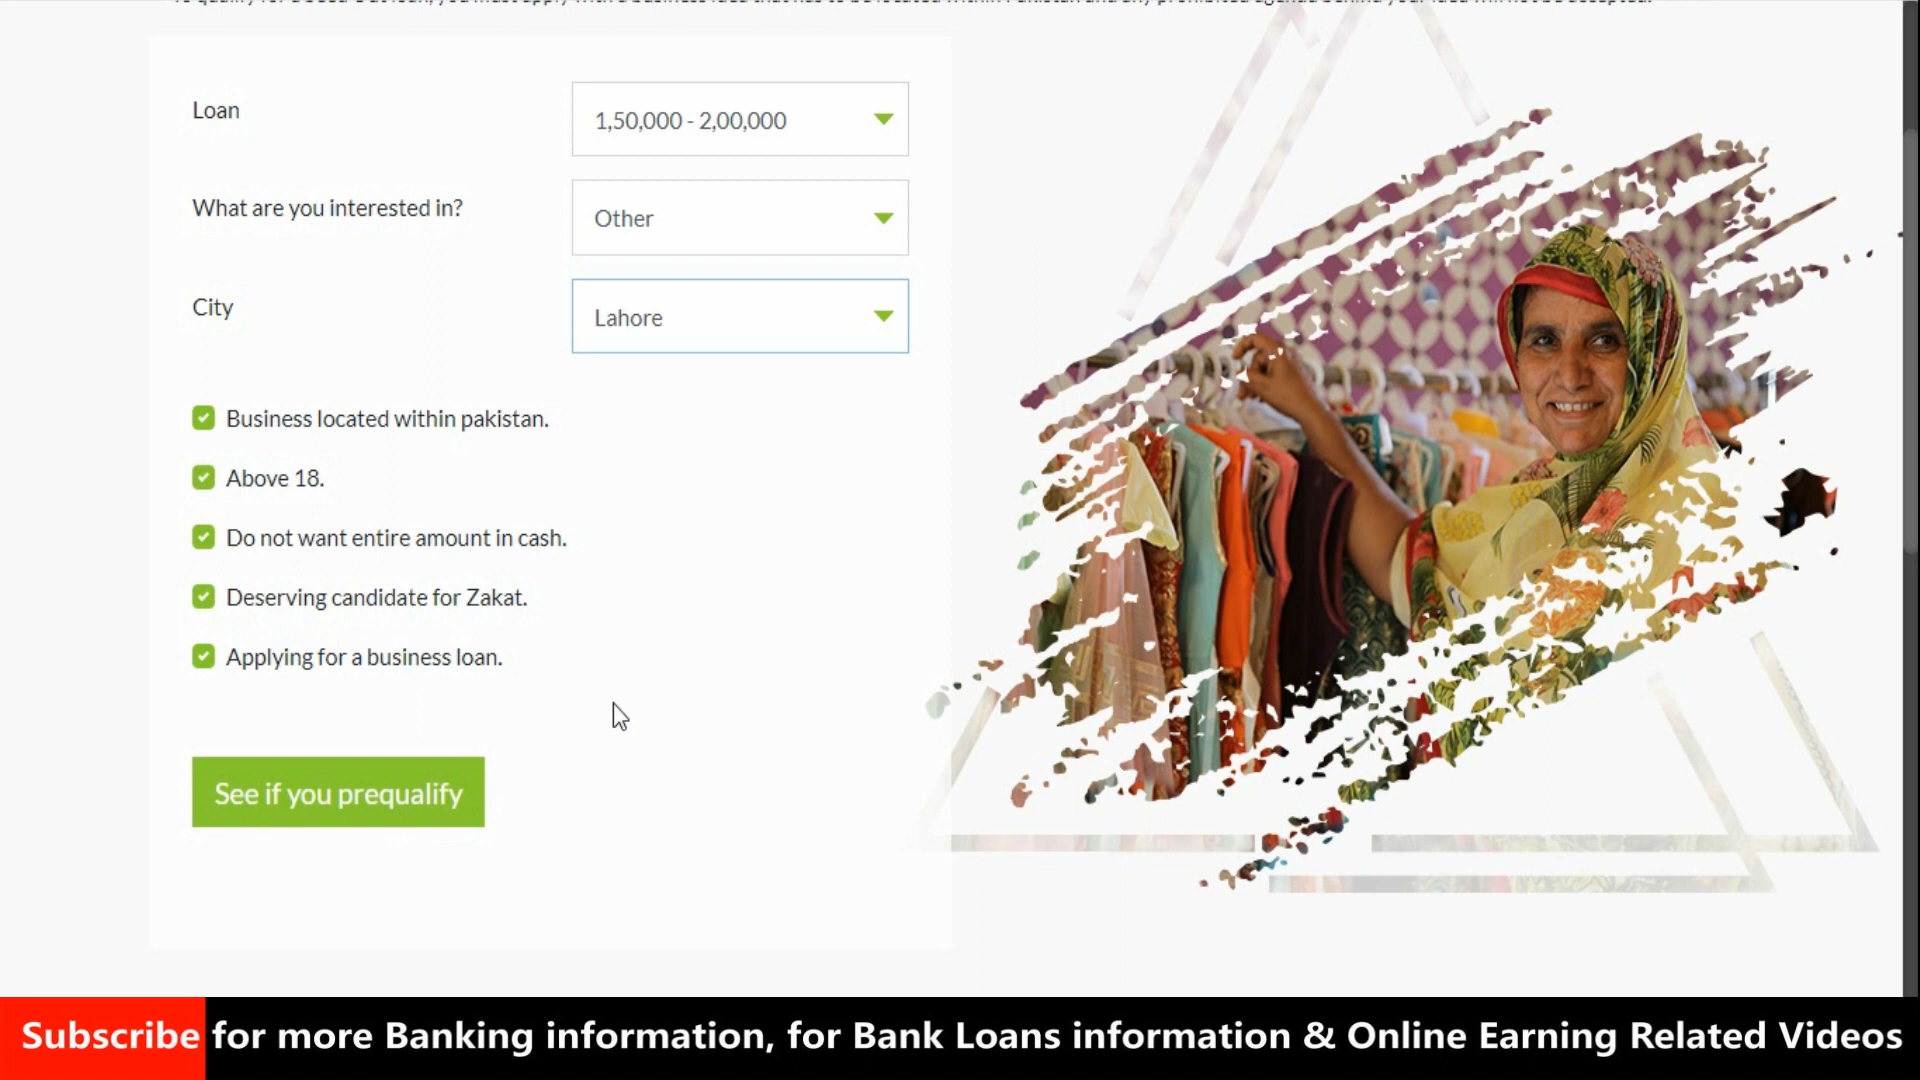 Loan
1,50,000 - 2,00,000
What are you interested in?
Other
City
Lahore
Business located within pakistan.
Above 18.
Do not want entire amount in cash.
Deserving candidate for Zakat.
Applying for a business loan.
See if you prequalify
Subscribe for more Banking information, for Bank Loans information & Online Earning Related Videos